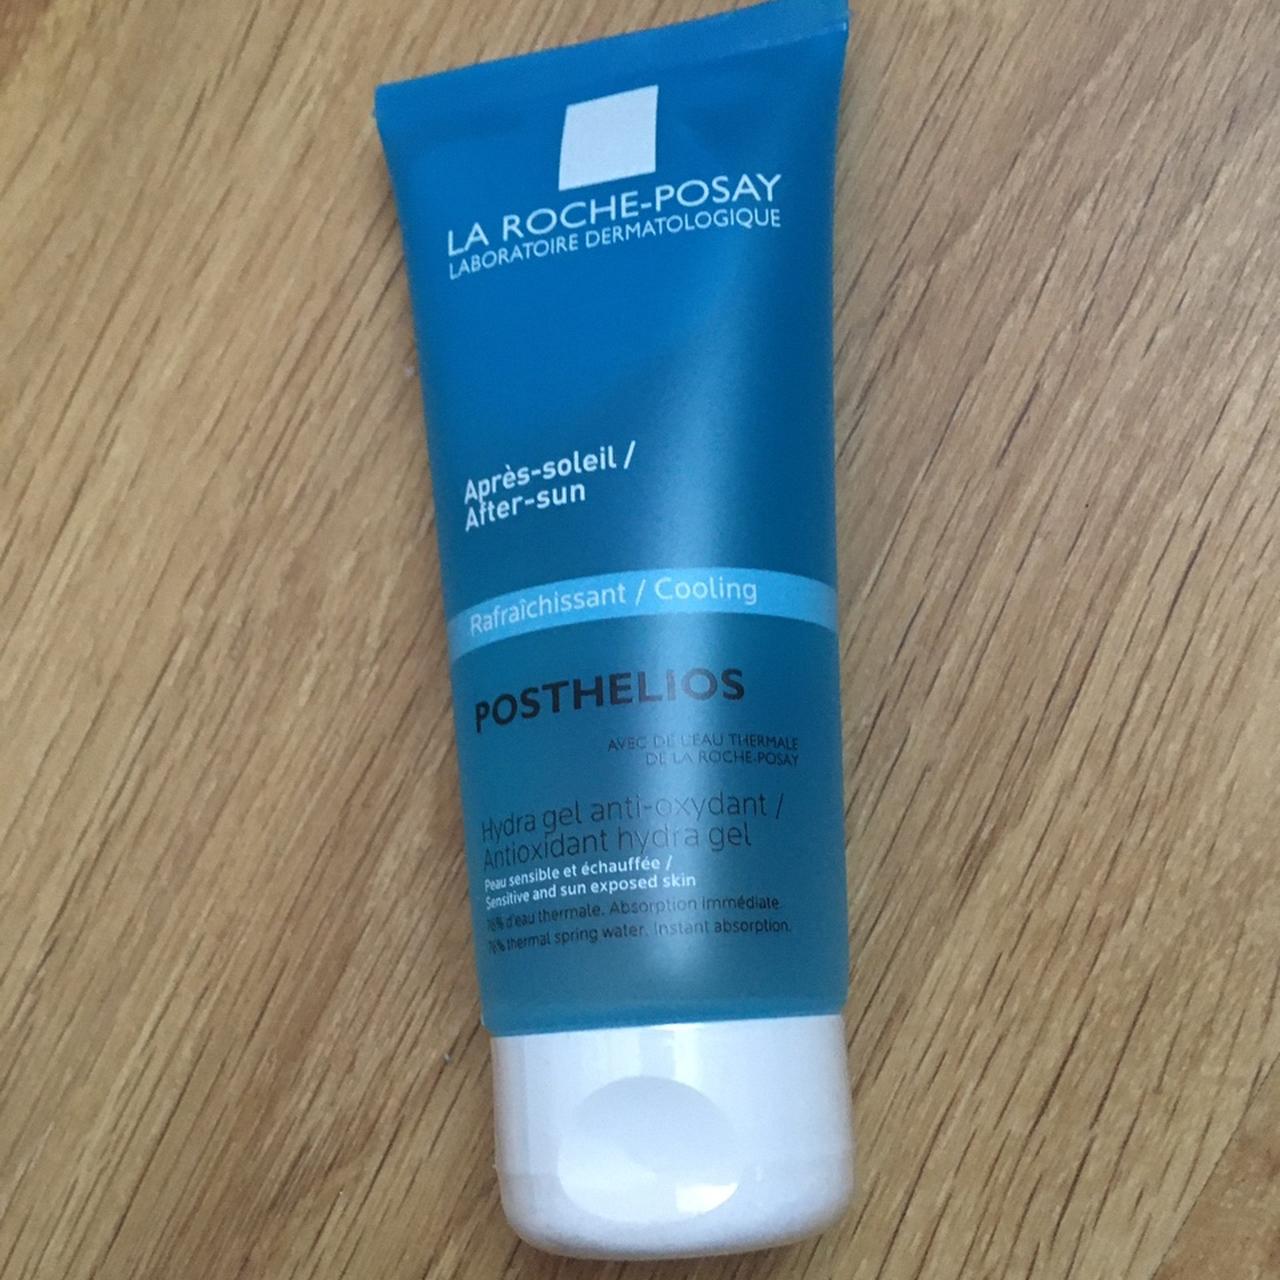 LA ROCHE-POSAY
LABORATOIRE DERMATOLOGIQUE
Après-soleil /
After-sun
Rafraîchissant / Cooling
POSTHELIOS
AVEC DE L'EAU THERMALE
DE LA ROCHE-POSAY
Hydra gel anti-oxydant /
Antioxidant hydra gel
Peau sensible et échauffée /
Sensitive and sun exposed skin
76% d'eau thermale. Absorption immédiate.
76% thermal spring water. Instant absorption.